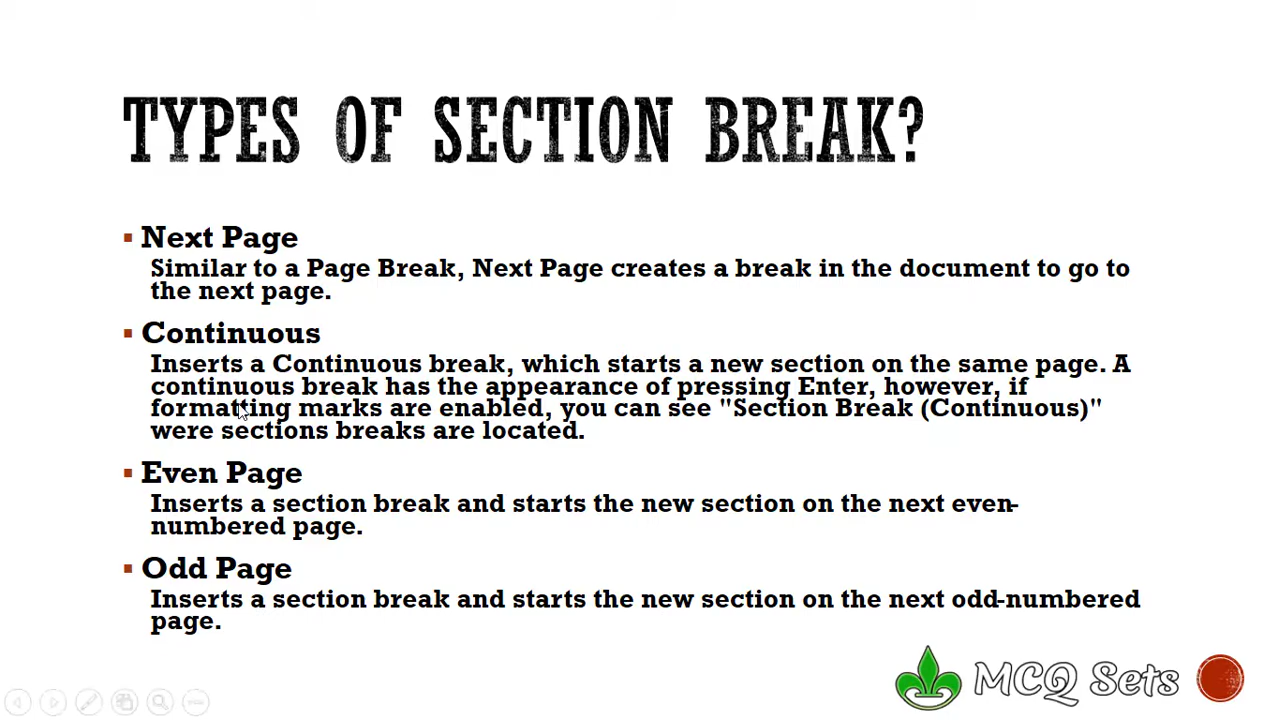 TYPES OF SECTION BREAK?
Next Page
Similar to a Page Break, Next Page creates a break in the document to go to
the next page.
Continuous
Inserts a Continuous break, which starts a new section on the same page. A
continuous break has the appearance of pressing Enter, however, if
formatting marks are enabled, you can see "Section Break (Continuous)"
were sections breaks are located.
Even Page
Inserts a section break and starts the new section on the next even-
numbered page.
Odd Page
Inserts a section break and starts the new section on the next odd-numbered
page.
MCQ Sets